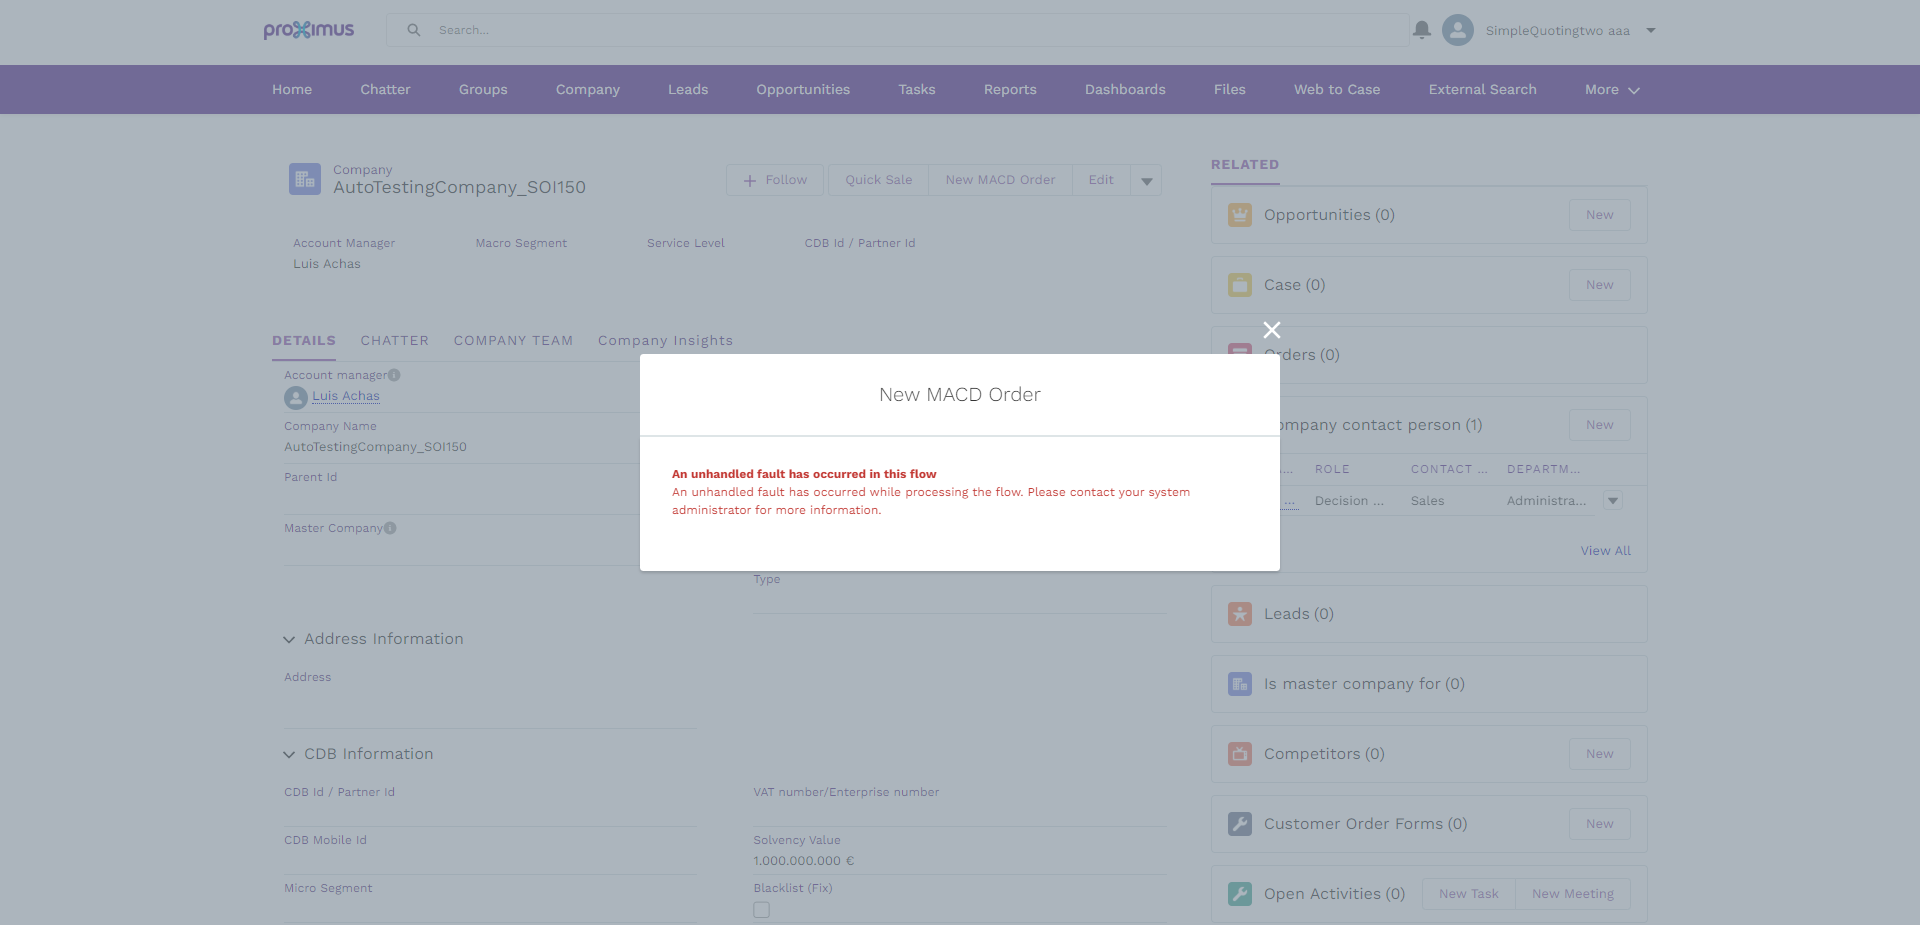 proximus
Search...
SimpleQuotingtwo aaa
Home Chatter Groups Company Leads Opportunities Tasks Reports Dashboards Files Web to Case External Search More
Company
AutoTestingCompany_SOI150
Follow Quick Sale New MACD Order Edit
Account Manager Macro Segment Service Level CDB Id / Partner Id
Luis Achas
DETAILS CHATTER COMPANY TEAM Company Insights
Account manager
Luis Achas
Company Name
AutoTestingCompany_SOI150
Parent Id
Master Company
Type
Address Information
Address
CDB Information
CDB Id / Partner Id VAT number/Enterprise number
CDB Mobile Id Solvency Value
1.000.000.000 €
Micro Segment Blacklist (Fix)
New MACD Order
An unhandled fault has occurred in this flow
An unhandled fault has occurred while processing the flow. Please contact your system
administrator for more information.
RELATED
Opportunities (0) New
Case (0) New
Orders (0)
ompany contact person (1) New
... ROLE CONTACT ... DEPARTM...
... Decision ... Sales Administra...
View All
Leads (0)
Is master company for (0)
Competitors (0) New
Customer Order Forms (0) New
Open Activities (0) New Task New Meeting